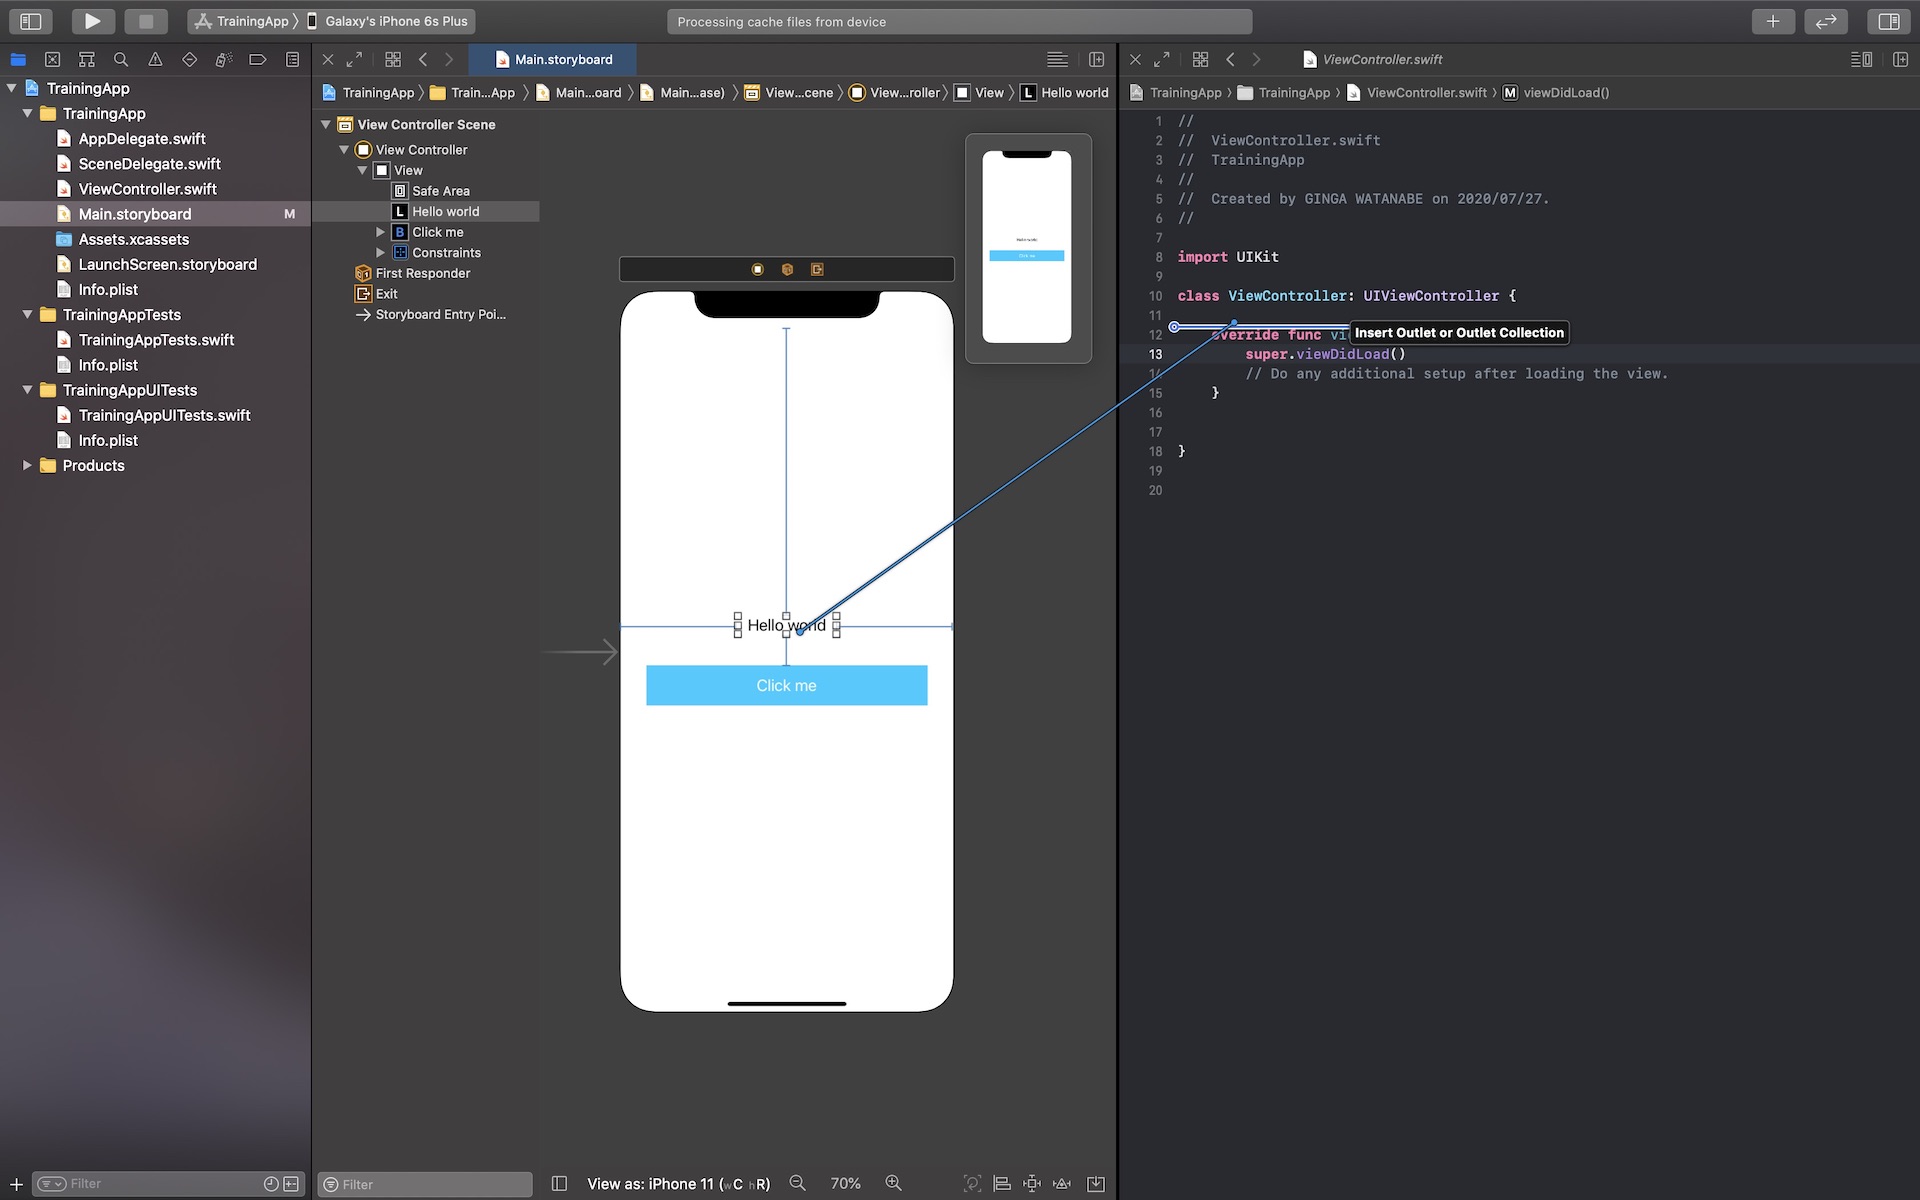 TrainingApp 〉 Galaxy's iPhone 6s Plus
Processing cache files from device
Main.storyboard
ViewController.swift
TrainingApp 〉 Train...App 〉 Main...oard 〉 Main...ase) 〉 View...cene 〉 View...roller 〉 View 〉 L Hello world
TrainingApp 〉 TrainingApp 〉 ViewController.swift 〉 M viewDidLoad()
TrainingApp
TrainingApp
AppDelegate.swift
SceneDelegate.swift
ViewController.swift
Main.storyboard M
Assets.xcassets
LaunchScreen.storyboard
Info.plist
TrainingAppTests
TrainingAppTests.swift
Info.plist
TrainingAppUITests
TrainingAppUITests.swift
Info.plist
Products
Filter
View Controller Scene
View Controller
View
Safe Area
L Hello world
B Click me
Constraints
First Responder
Exit
Storyboard Entry Poi...
Filter
Hello world
Click me
Hello world
Click me
View as: iPhone 11 (wC hR)
70%
1 //
2 // ViewController.swift
3 // TrainingApp
4 //
5 // Created by GINGA WATANABE on 2020/07/27.
6 //
7
8 import UIKit
9
10 class ViewController: UIViewController {
11
12 override func vi
Insert Outlet or Outlet Collection
13 super.viewDidLoad()
14 // Do any additional setup after loading the view.
15 }
16
17
18 }
19
20